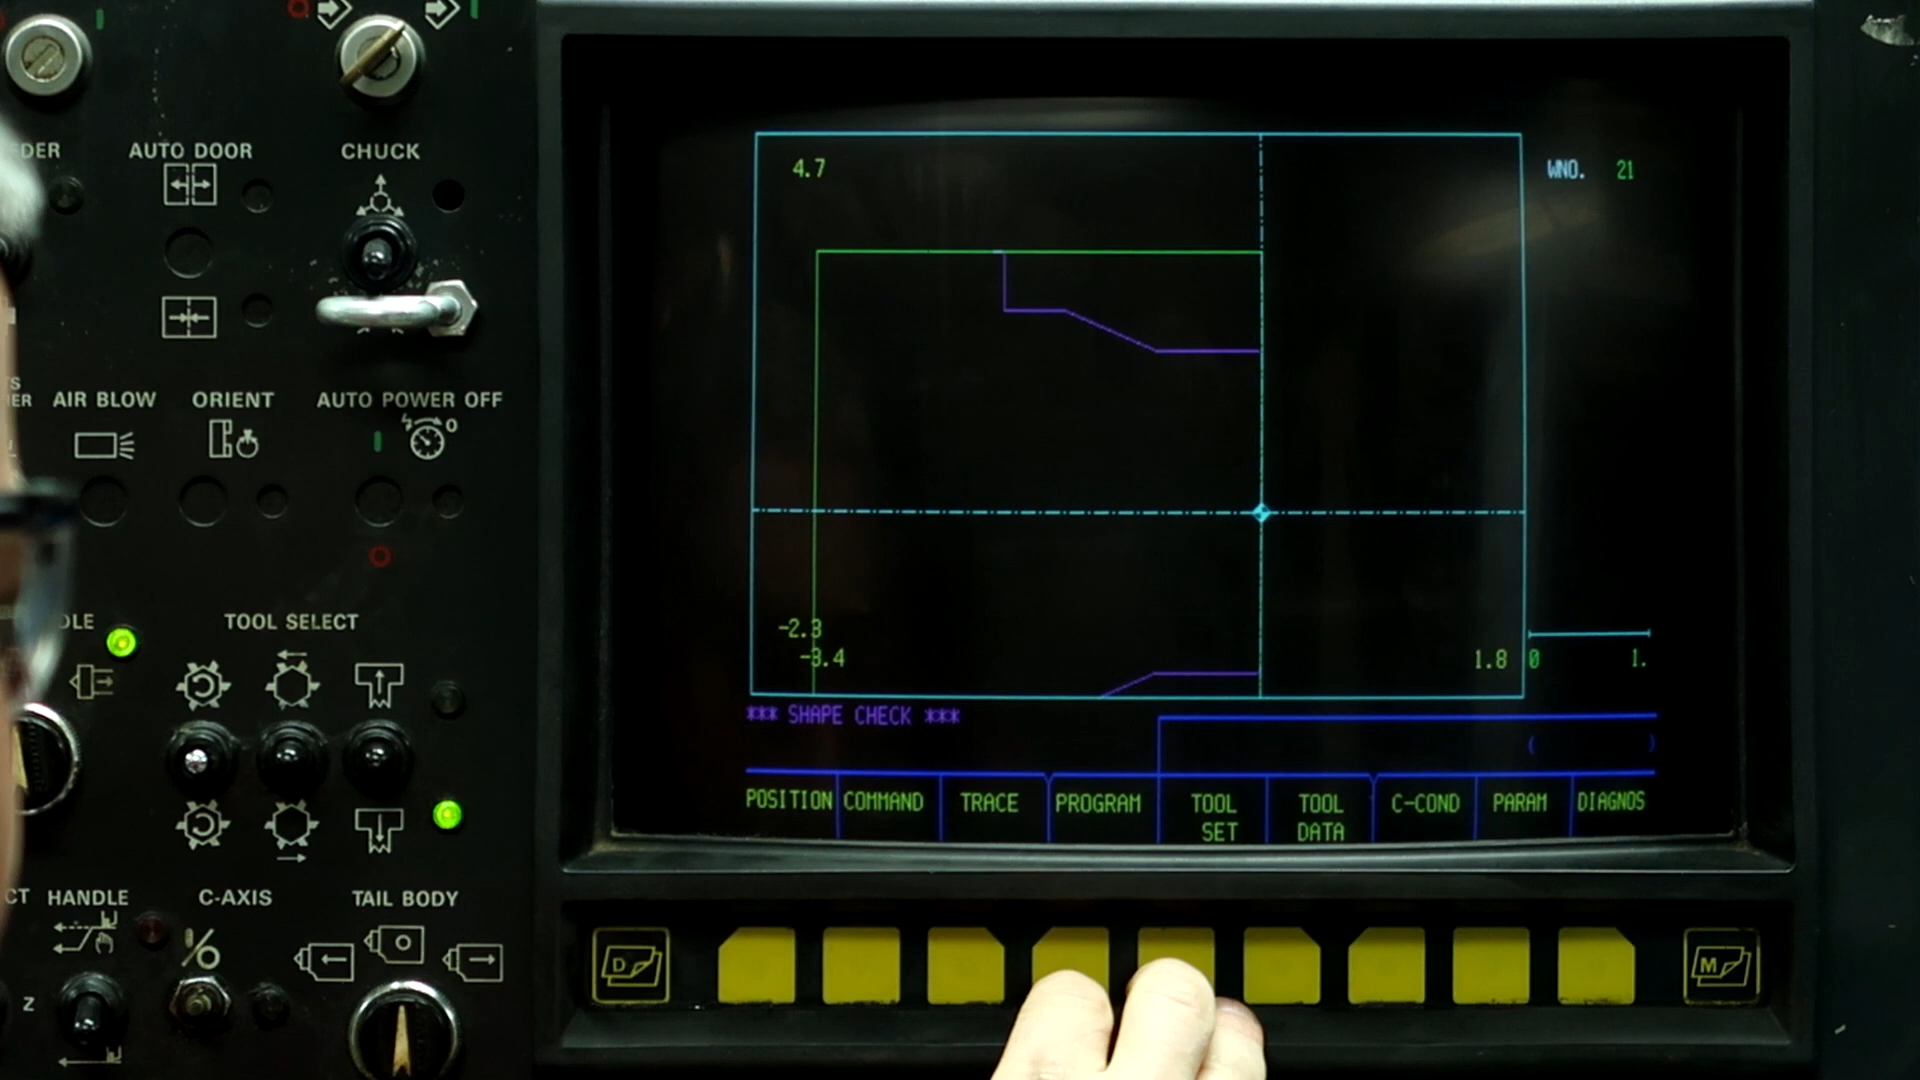 AUTO DOOR
CHUCK
AIR BLOW
ORIENT
AUTO POWER OFF
O
TOOL SELECT
HANDLE
C-AXIS
TAIL BODY
Z
4.7
WNO. 21
-2.3
-3.4
1.8
0
1.
*** SHAPE CHECK ***
( )
POSITION
COMMAND
TRACE
PROGRAM
TOOL SET
TOOL DATA
C-COND
PARAM
DIAGNOS
D
M